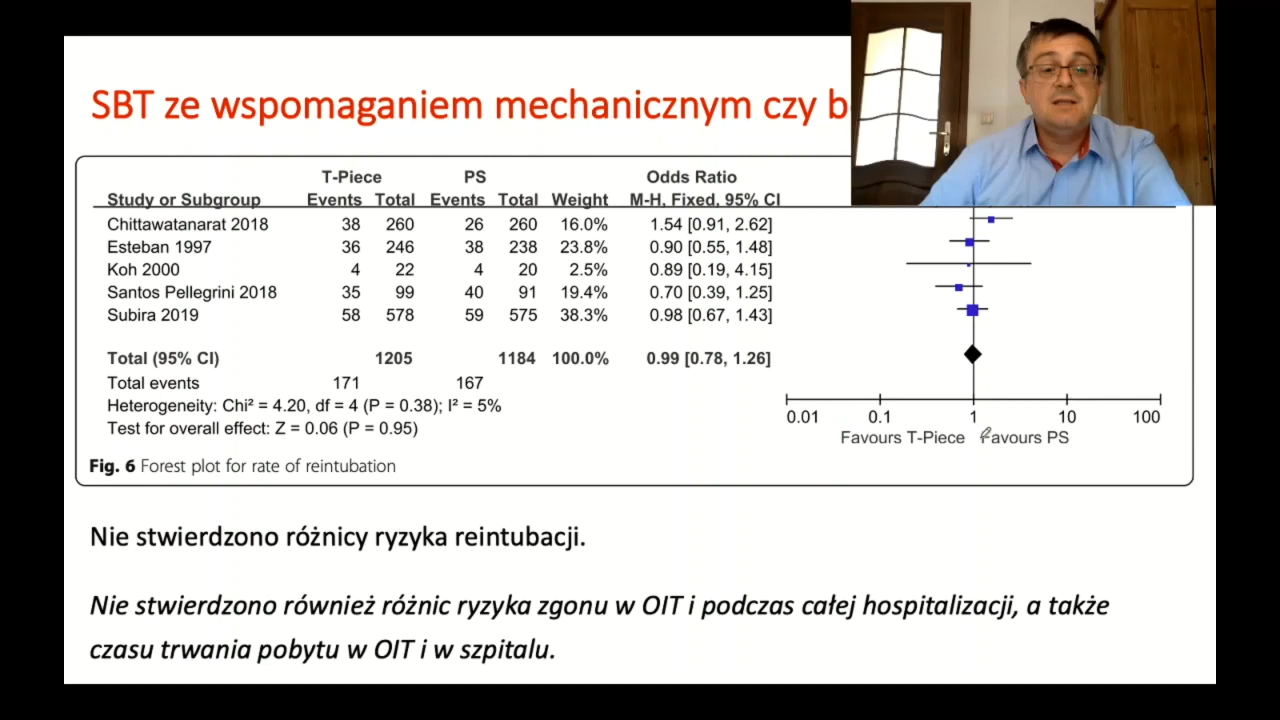 SBT ze wspomaganiem mechanicznym czy
T-Piece PS Odds Ratio
Study or Subgroup Events Total Events Total Weight M-H, Fixed, 95% CI
Chittawatanarat 2018 38 260 26 260 16.0% 1.54 [0.91, 2.62]
Esteban 1997 36 246 38 238 23.8% 0.90 [0.55, 1.48]
Koh 2000 4 22 4 20 2.5% 0.89 [0.19, 4.15]
Santos Pellegrini 2018 35 99 40 91 19.4% 0.70 [0.39, 1.25]
Subira 2019 58 578 59 575 38.3% 0.98 [0.67, 1.43]
Total (95% CI) 1205 1184 100.0% 0.99 [0.78, 1.26]
Total events 171 167
Heterogeneity: Chi² = 4.20, df = 4 (P = 0.38); I² = 5%
Test for overall effect: Z = 0.06 (P = 0.95)
0.01 0.1 1 10 100
Favours T-Piece Favours PS
Fig. 6 Forest plot for rate of reintubation
Nie stwierdzono różnicy ryzyka reintubacji.
Nie stwierdzono również różnic ryzyka zgonu w OIT i podczas całej hospitalizacji, a także
czasu trwania pobytu w OIT i w szpitalu.